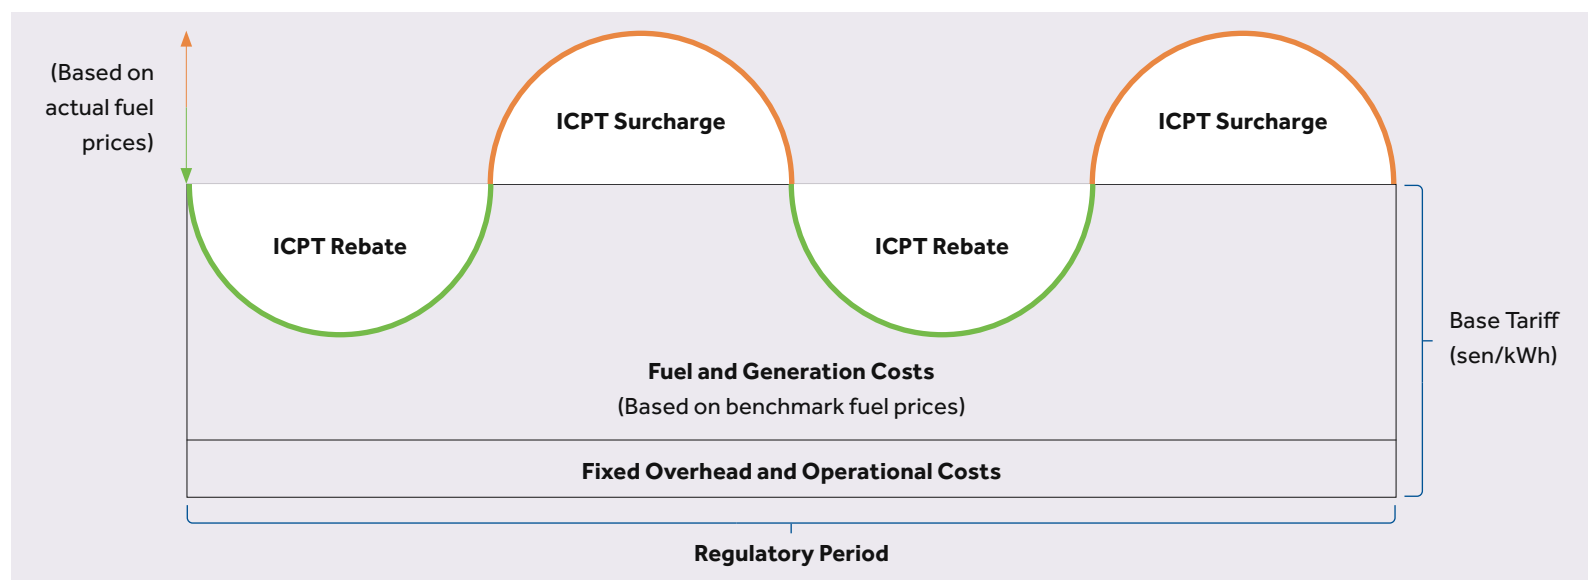 (Based on
actual fuel
prices)
ICPT Surcharge
ICPT Surcharge
ICPT Rebate
ICPT Rebate
Base Tariff
(sen/kWh)
Fuel and Generation Costs
(Based on benchmark fuel prices)
Fixed Overhead and Operational Costs
Regulatory Period